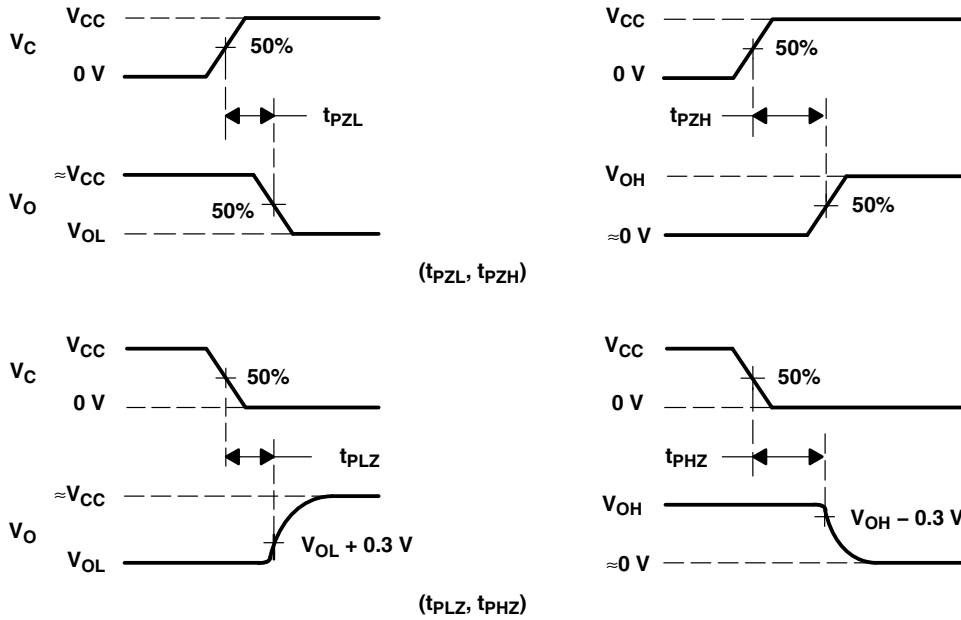 VCC VCC
VC 50% 50%
0 V 0 V
tPZL tPZH
≈VCC VOH
VO 50% 50%
VOL ≈0 V
(tPZL, tPZH)
VCC VCC
VC 50% 50%
0 V 0 V
tPLZ tPHZ
≈VCC VOH
VO VOL + 0.3 V VOH – 0.3 V
VOL ≈0 V
(tPLZ, tPHZ)